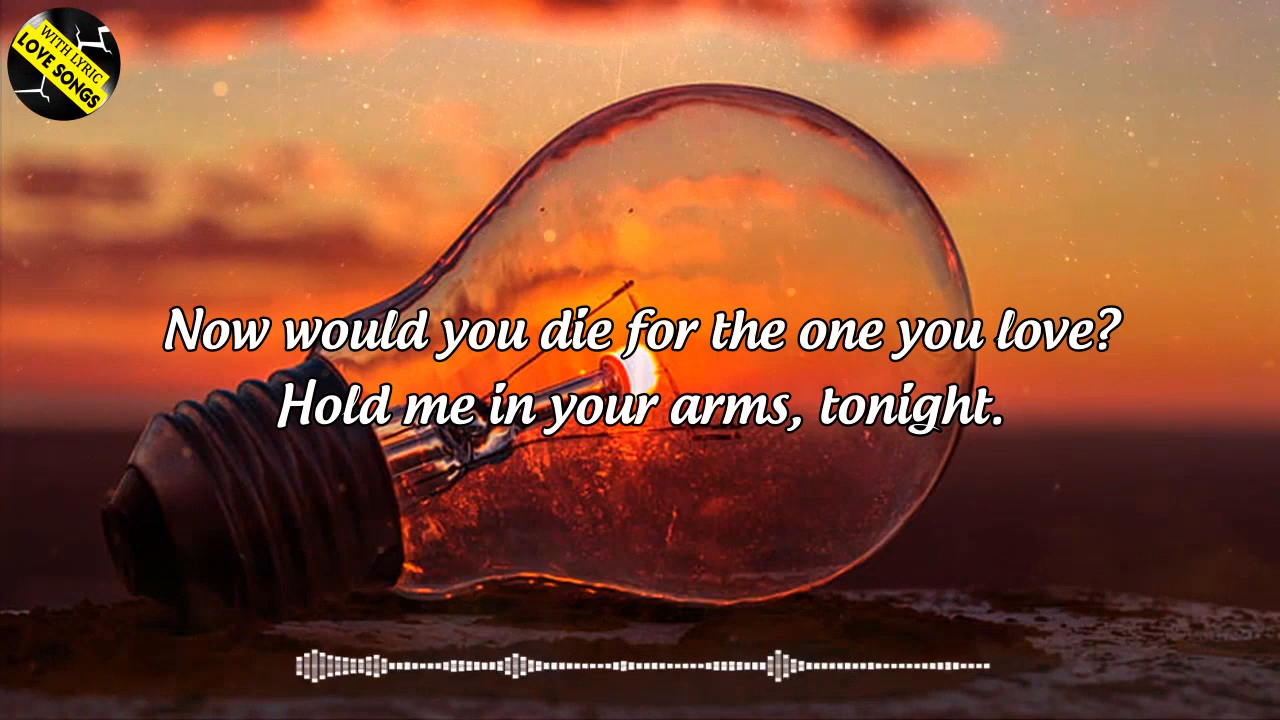 WITH LYRIC
LOVE SONGS
Now would you die for the one you love?
Hold me in your arms, tonight.